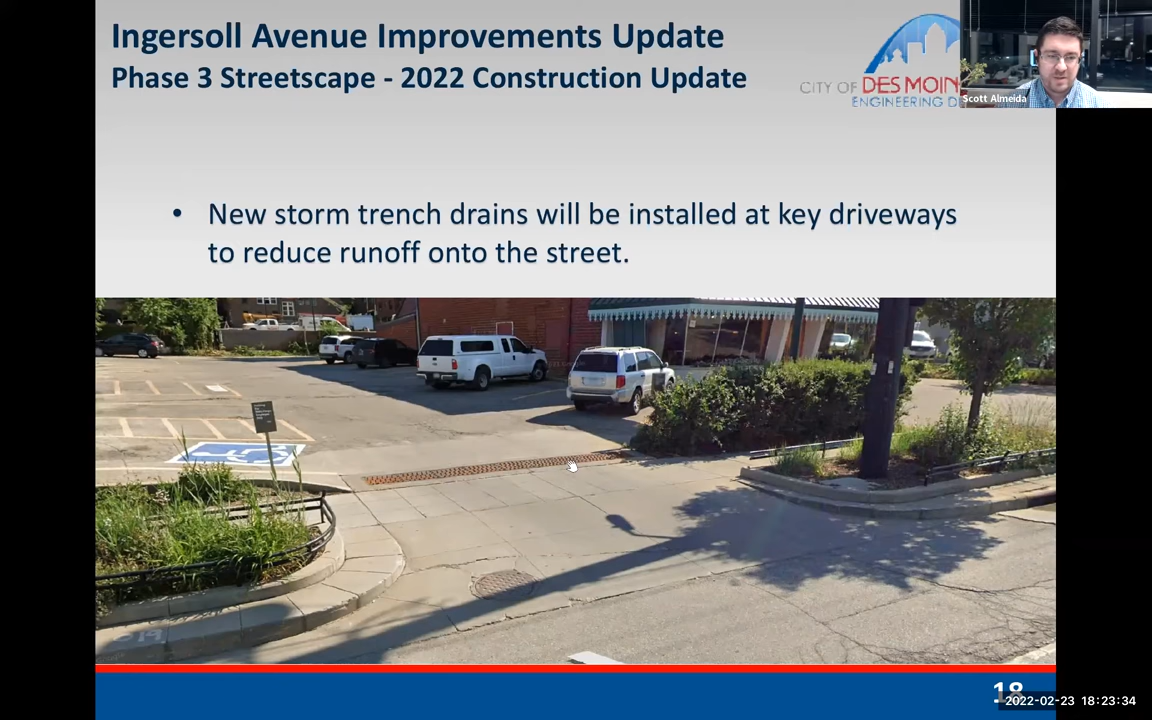 Ingersoll Avenue Improvements Update
Phase 3 Streetscape - 2022 Construction Update
CITY OF DES MOIN
ENGINEERING D
Scott Almeida
• New storm trench drains will be installed at key driveways
to reduce runoff onto the street.
18
2022-02-23 18:23:34